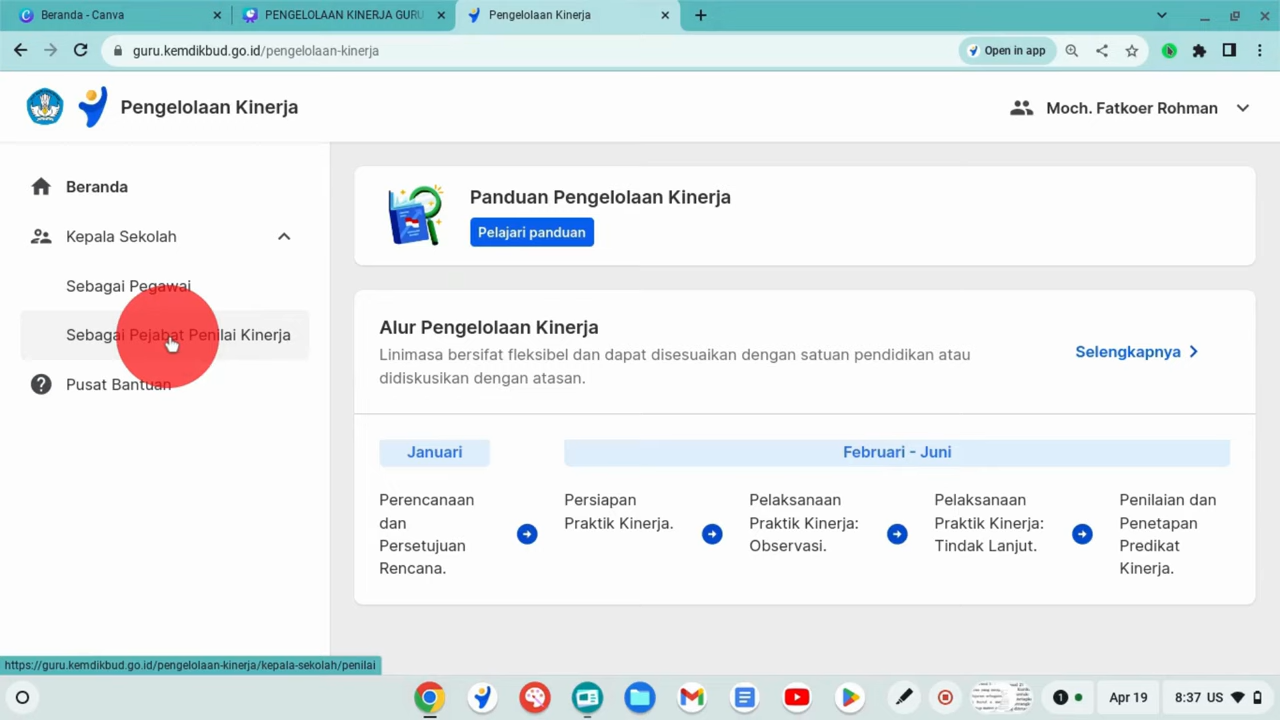 Beranda - Canva
PENGELOLAAN KINERJA GURU
Pengelolaan Kinerja
guru.kemdikbud.go.id/pengelolaan-kinerja
Open in app
Pengelolaan Kinerja
Moch. Fatkoer Rohman
Beranda
Kepala Sekolah
Sebagai Pegawai
Sebagai Pejabat Penilai Kinerja
Pusat Bantuan
Panduan Pengelolaan Kinerja
Pelajari panduan
Alur Pengelolaan Kinerja
Linimasa bersifat fleksibel dan dapat disesuaikan dengan satuan pendidikan atau
didiskusikan dengan atasan.
Selengkapnya
Januari
Februari - Juni
Perencanaan
dan
Persetujuan
Rencana.
Persiapan
Praktik Kinerja.
Pelaksanaan
Praktik Kinerja:
Observasi.
Pelaksanaan
Praktik Kinerja:
Tindak Lanjut.
Penilaian dan
Penetapan
Predikat
Kinerja.
https://guru.kemdikbud.go.id/pengelolaan-kinerja/kepala-sekolah/penilai
1
Apr 19
8:37 US